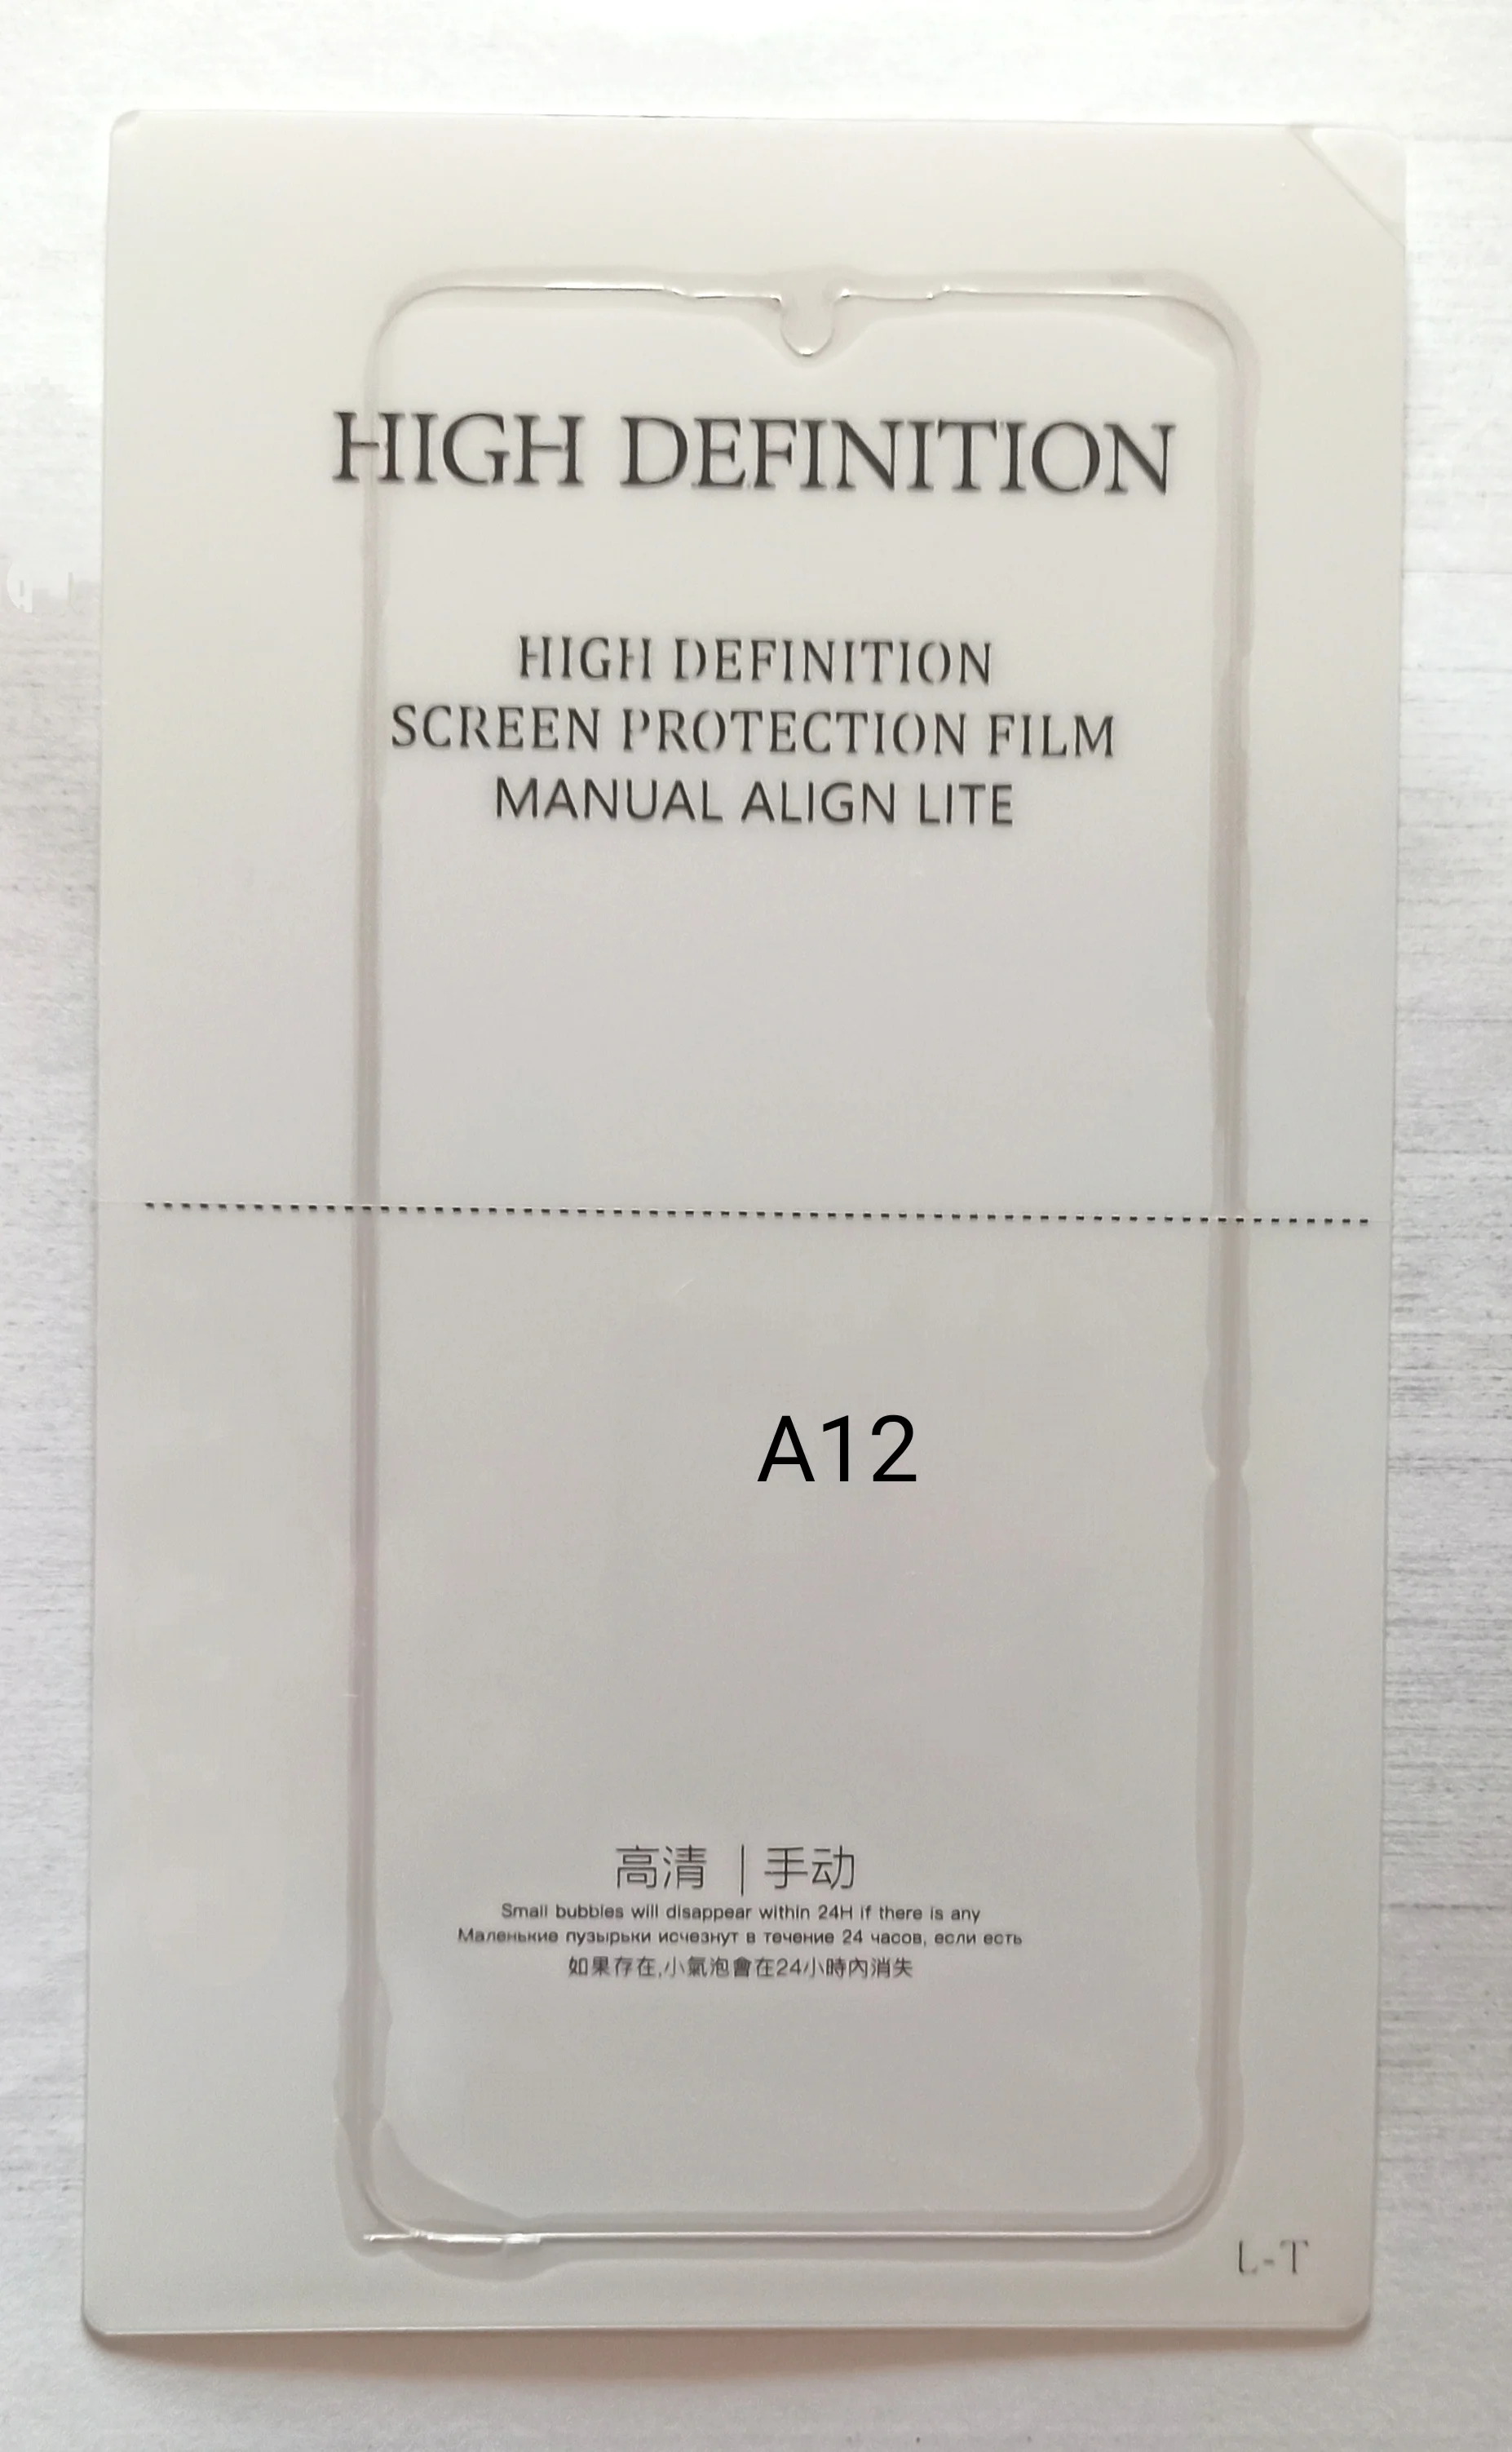 HIGH DEFINITION
HIGH DEFINITION
SCREEN PROTECTION FILM
MANUAL ALIGN LITE
A12
高清 | 手动
Small bubbles will disappear within 24H if there is any
Маленькие пузырьки исчезнут в течение 24 часов, если есть
如果存在,小氣泡會在24小時內消失
L-T